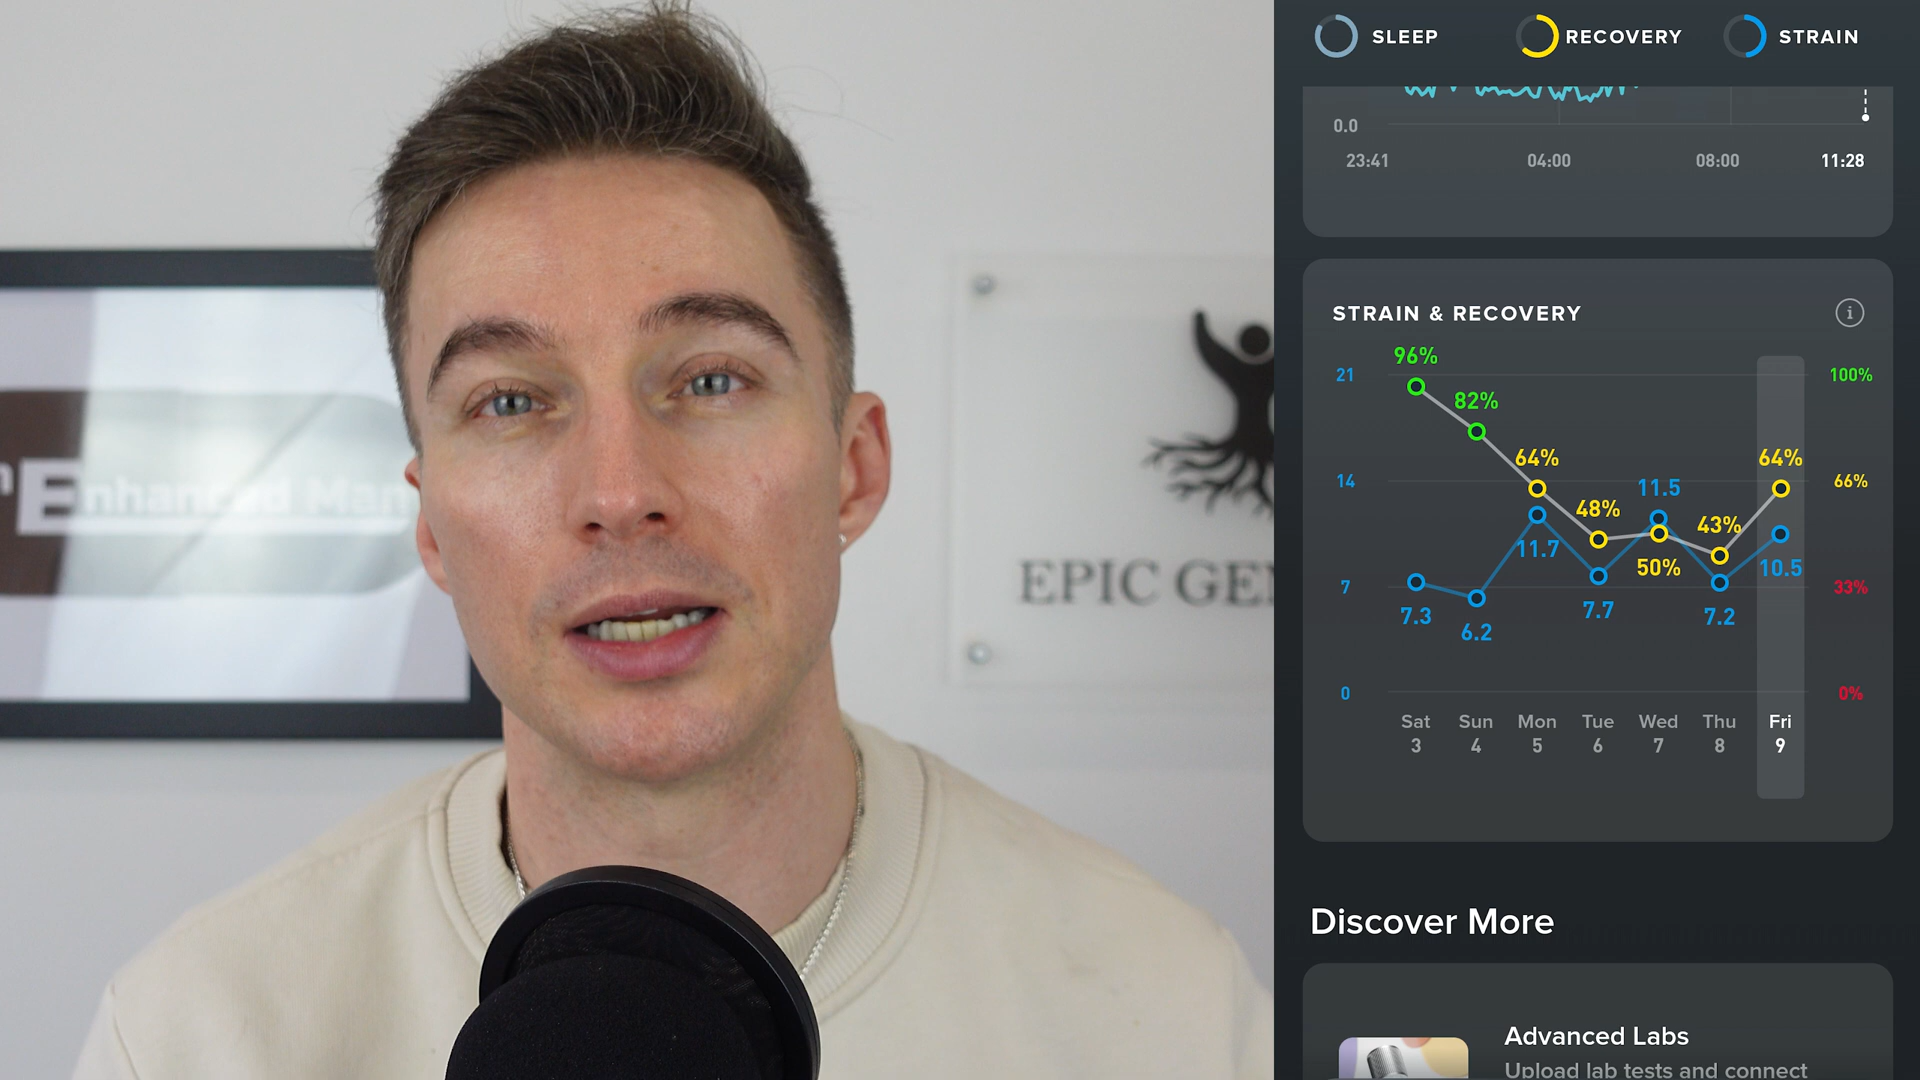 Enhanced Man
EPIC GEN
SLEEP
RECOVERY
STRAIN
0.0
23:41
04:00
08:00
11:28
STRAIN & RECOVERY
i
96%
21
100%
82%
64%
64%
14
11.5
66%
48%
43%
11.7
50%
10.5
7
33%
7.3
7.7
7.2
6.2
0
0%
Sat Sun Mon Tue Wed Thu Fri
3 4 5 6 7 8 9
Discover More
Advanced Labs
Upload lab tests and connect